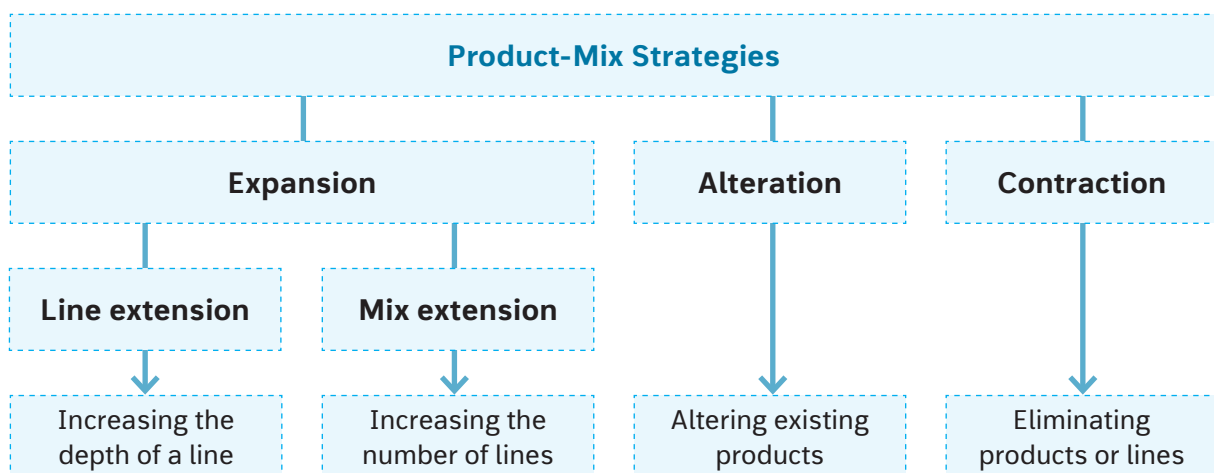 Product-Mix Strategies
Expansion
Alteration
Contraction
Line extension
Mix extension
Increasing the
depth of a line
Increasing the
number of lines
Altering existing
products
Eliminating
products or lines